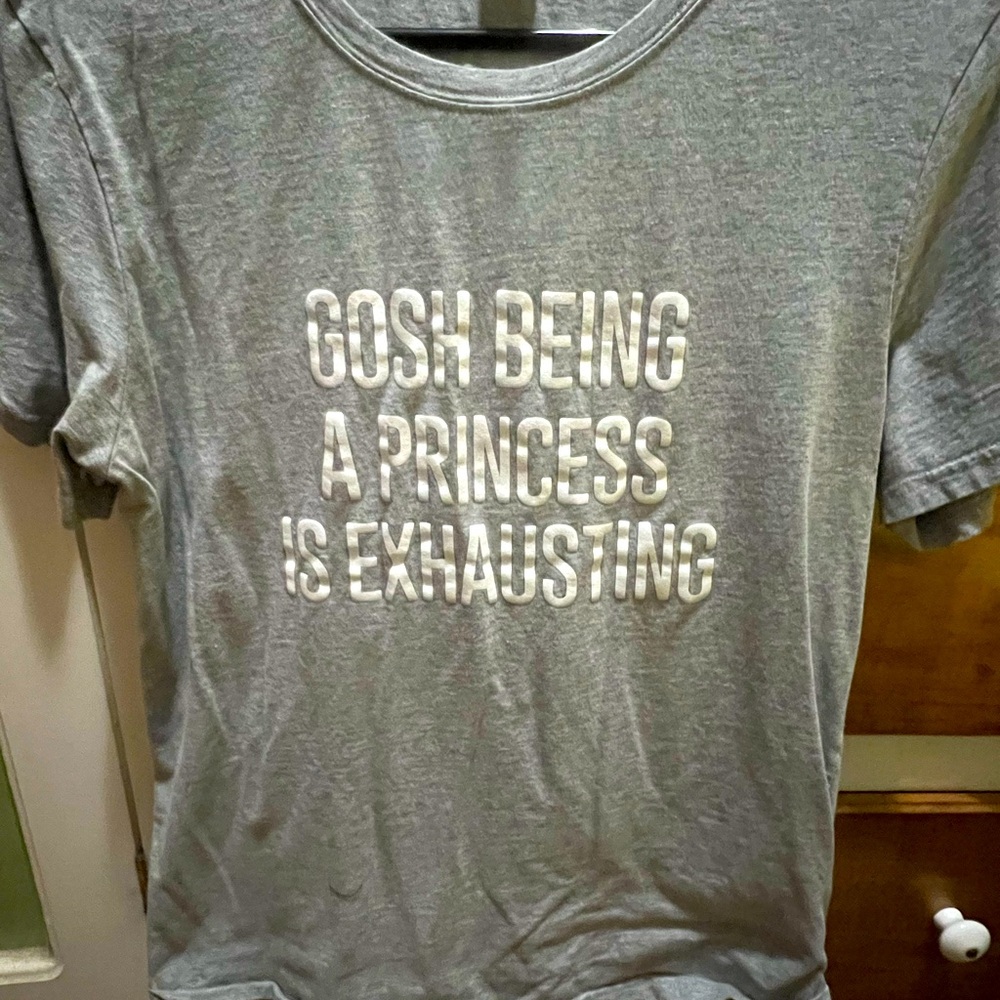 GOSH BEING
A PRINCESS
IS EXHAUSTING